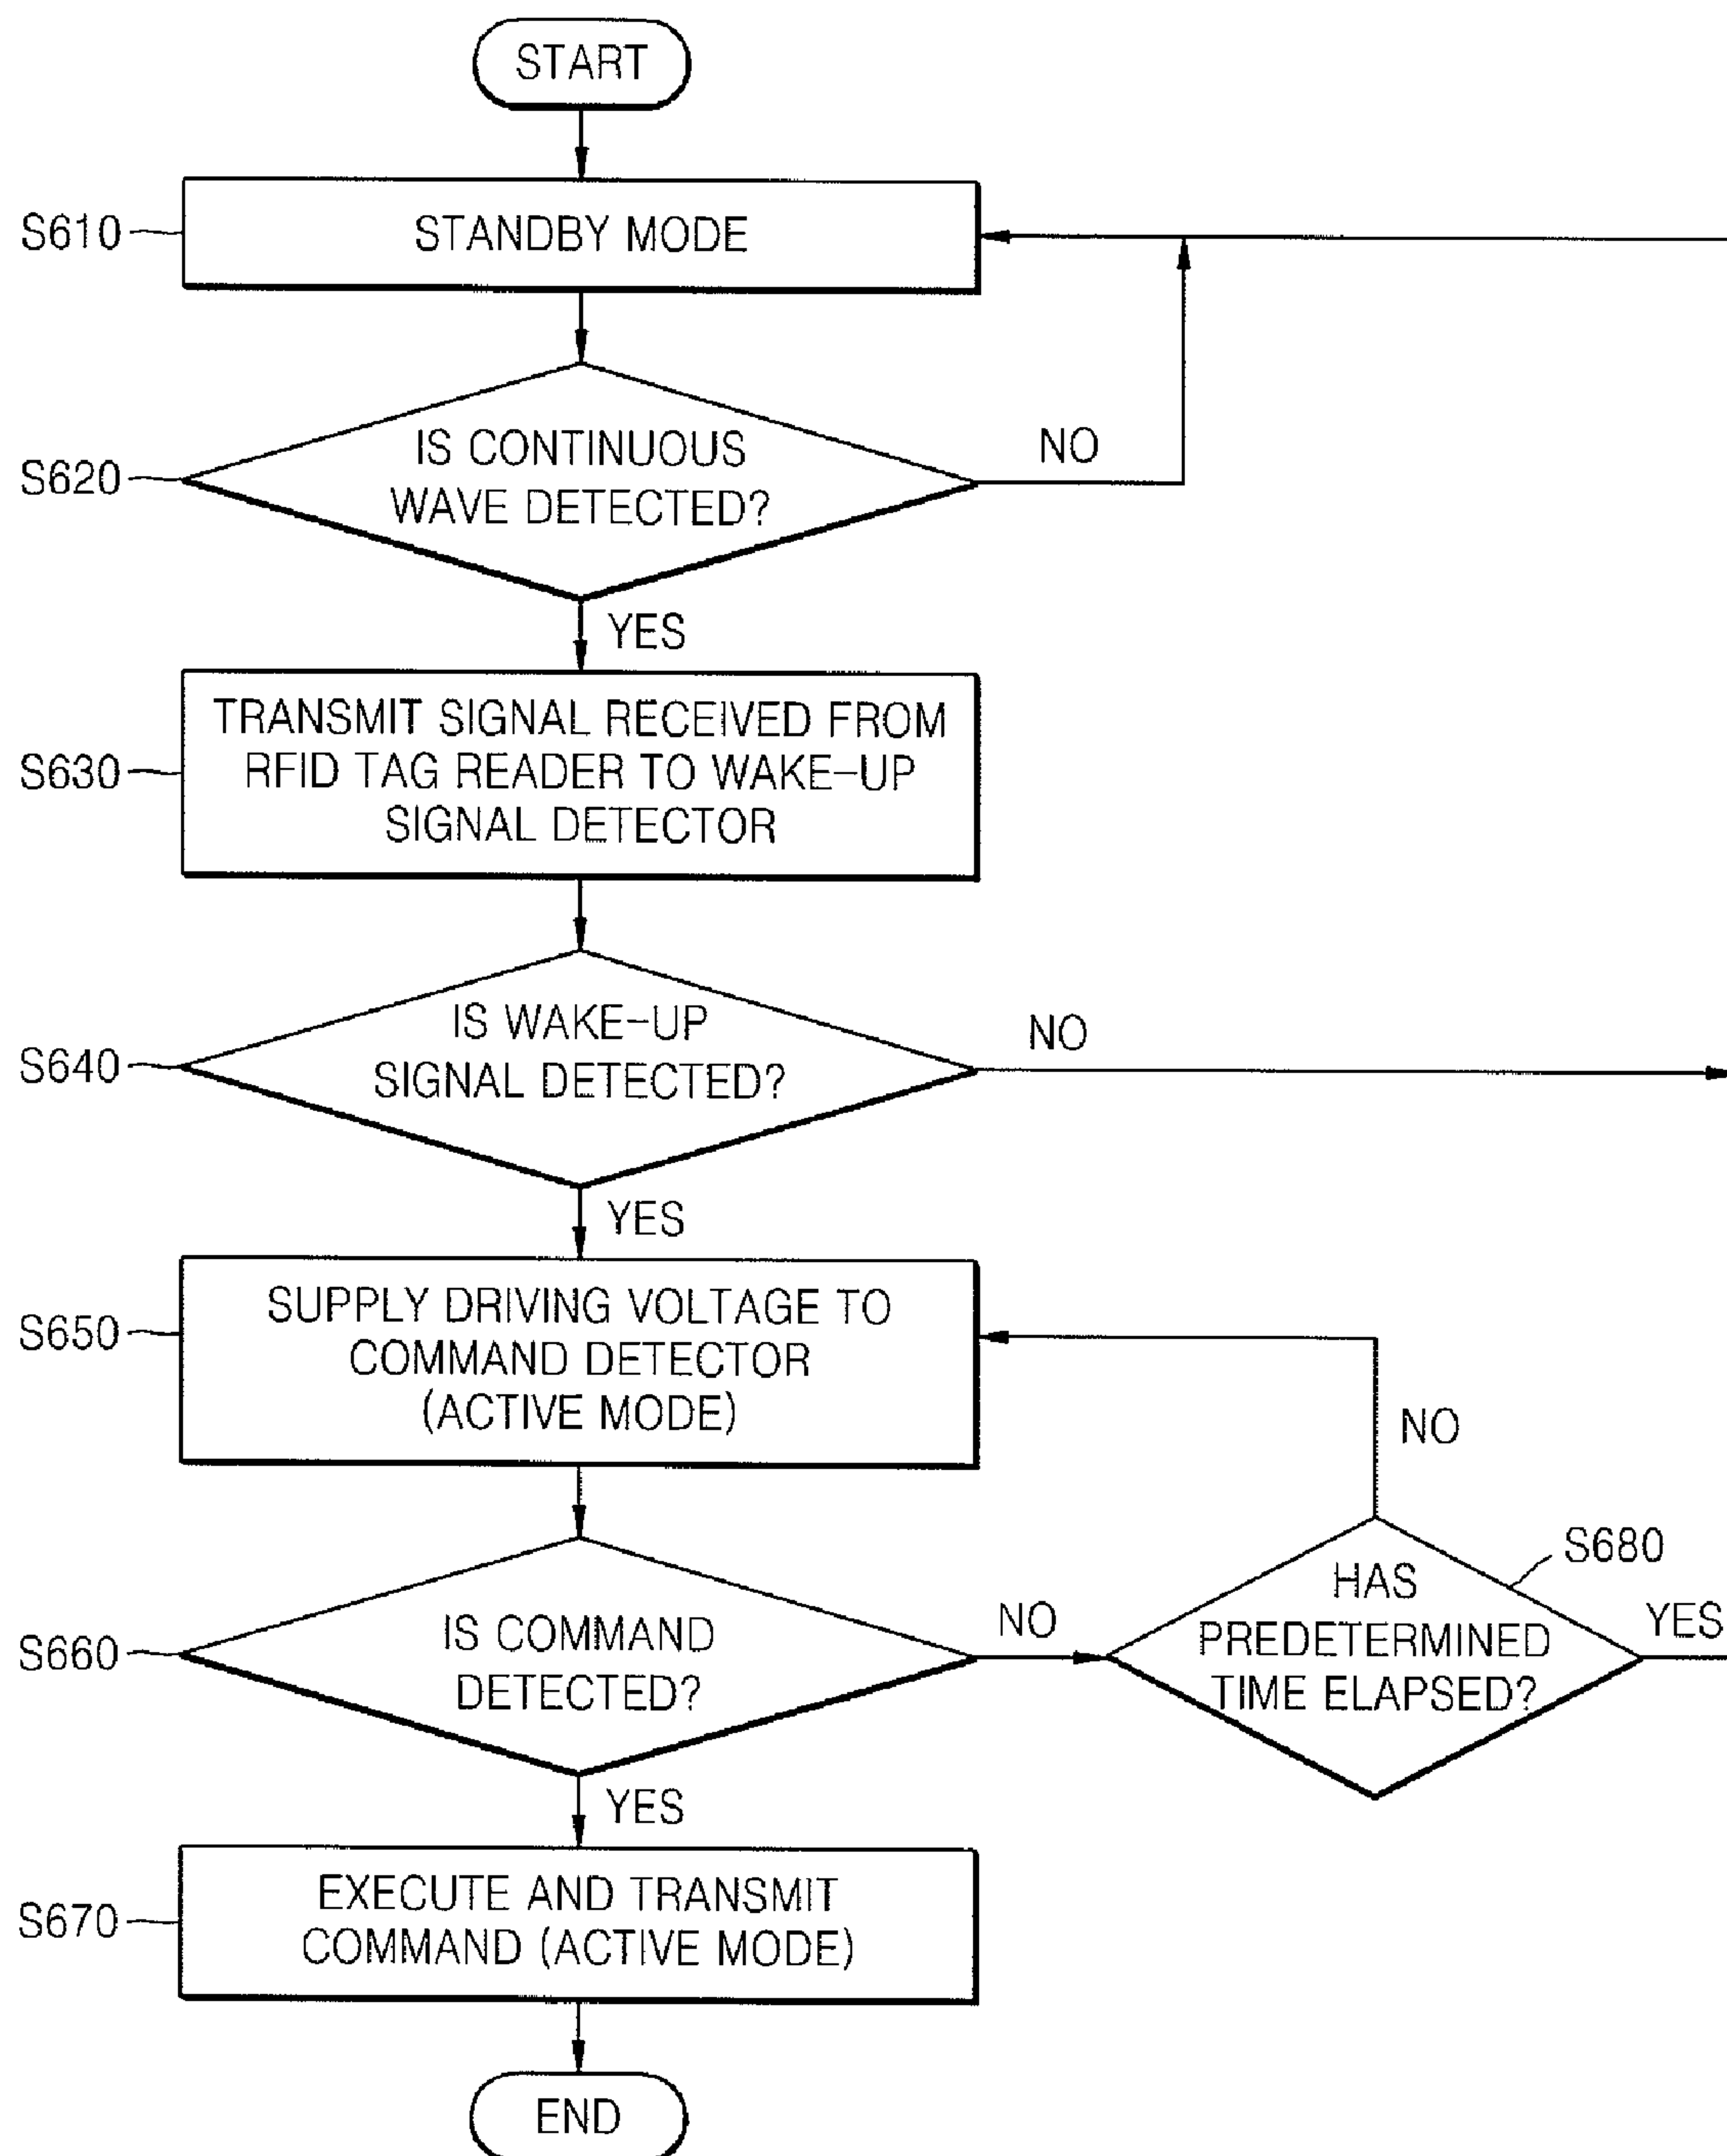 START
S610
STANDBY MODE
S620
IS CONTINUOUS
WAVE DETECTED?
NO
YES
S630
TRANSMIT SIGNAL RECEIVED FROM
RFID TAG READER TO WAKE-UP
SIGNAL DETECTOR
S640
IS WAKE-UP
SIGNAL DETECTED?
NO
YES
S650
SUPPLY DRIVING VOLTAGE TO
COMMAND DETECTOR
(ACTIVE MODE)
NO
S660
IS COMMAND
DETECTED?
NO
S680
HAS
PREDETERMINED
TIME ELAPSED?
YES
YES
S670
EXECUTE AND TRANSMIT
COMMAND (ACTIVE MODE)
END